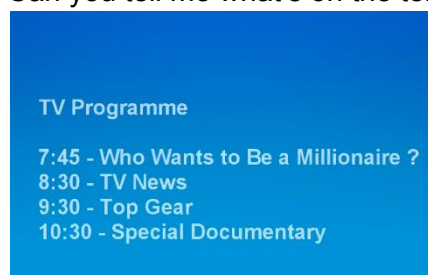 TV Programme
7:45 - Who Wants to Be a Millionaire ?
8:30 - TV News
9:30 - Top Gear
10:30 - Special Documentary